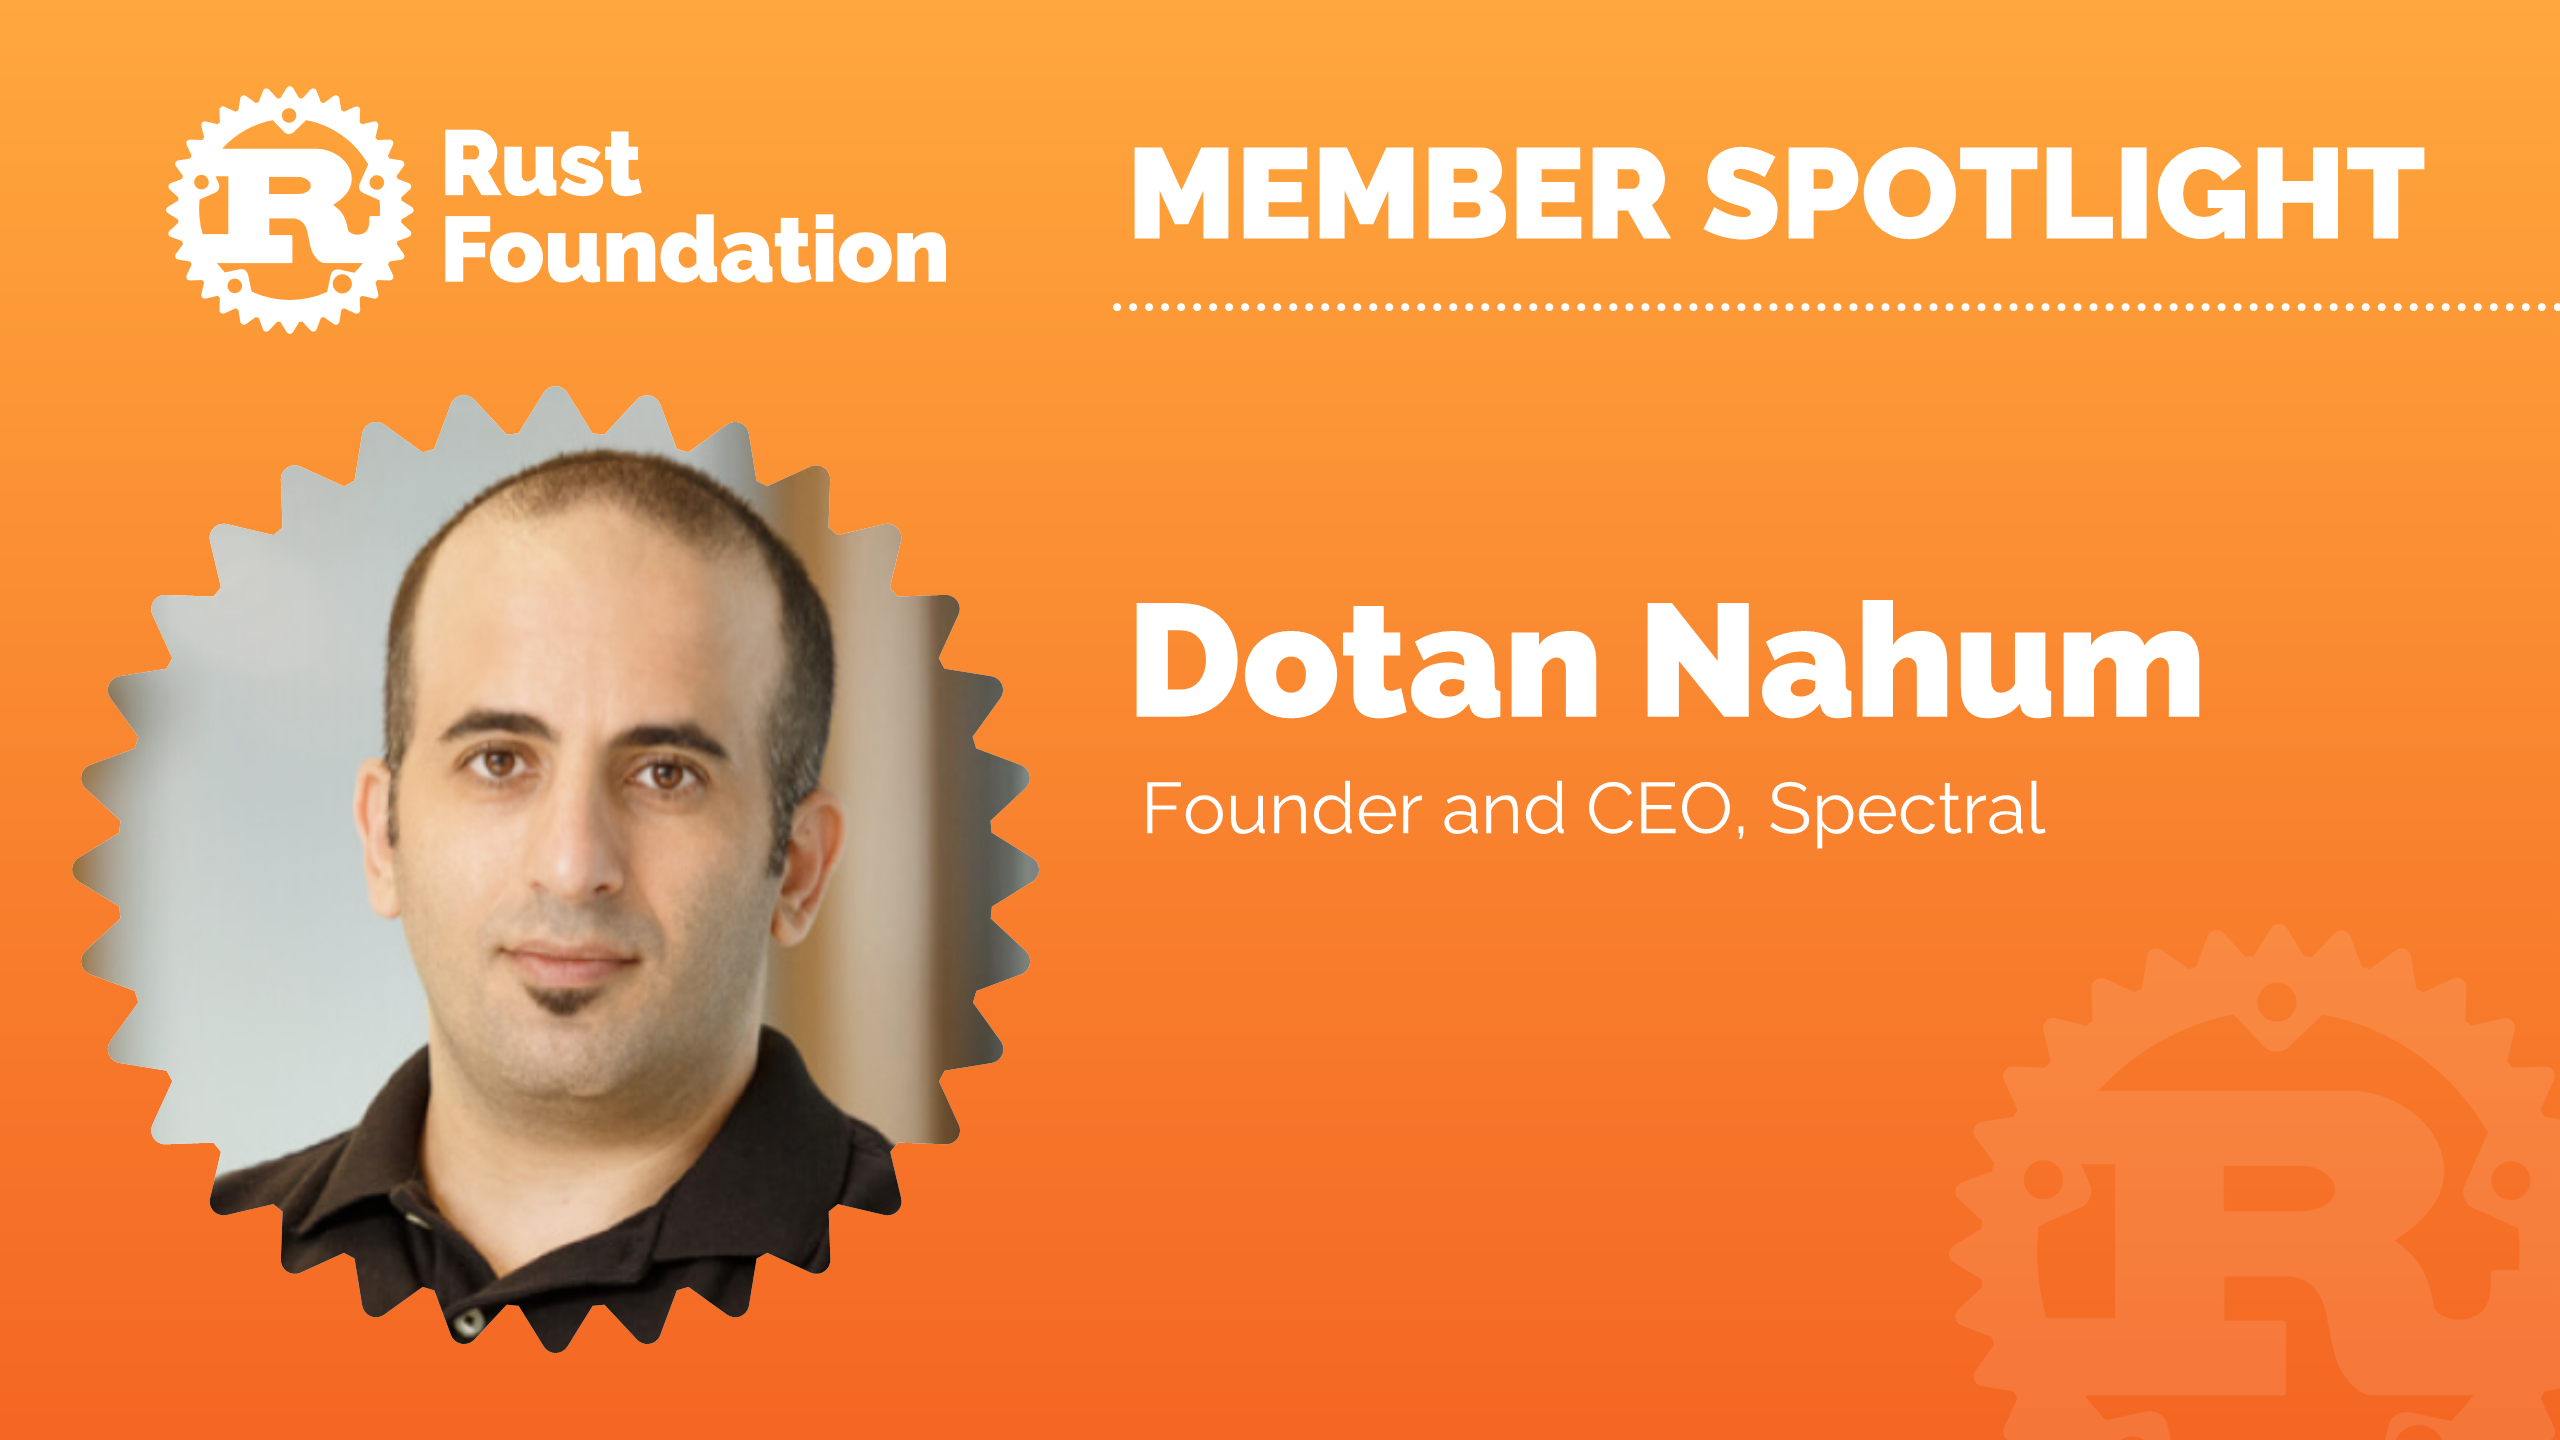 Rust
Foundation
MEMBER SPOTLIGHT
Dotan Nahum
Founder and CEO, Spectral